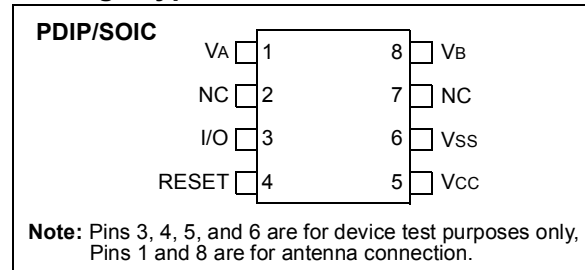 PDIP/SOIC
VA 1 8 VB
NC 2 7 NC
I/O 3 6 VSS
RESET 4 5 VCC
Note: Pins 3, 4, 5, and 6 are for device test purposes only,
Pins 1 and 8 are for antenna connection.